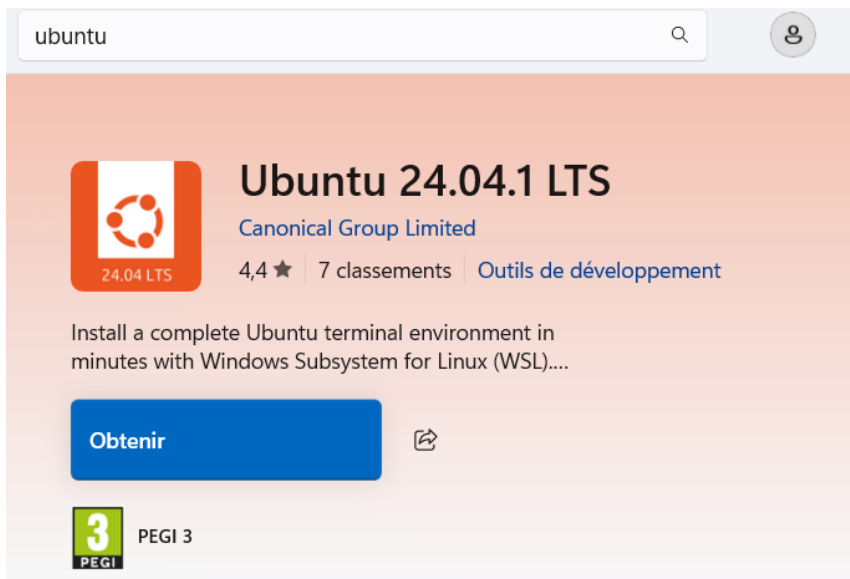 ubuntu
Ubuntu 24.04.1 LTS
24.04 LTS
Canonical Group Limited
4,4 ★ 7 classements Outils de développement
Install a complete Ubuntu terminal environment in
minutes with Windows Subsystem for Linux (WSL)....
Obtenir
3
PEGI
PEGI 3